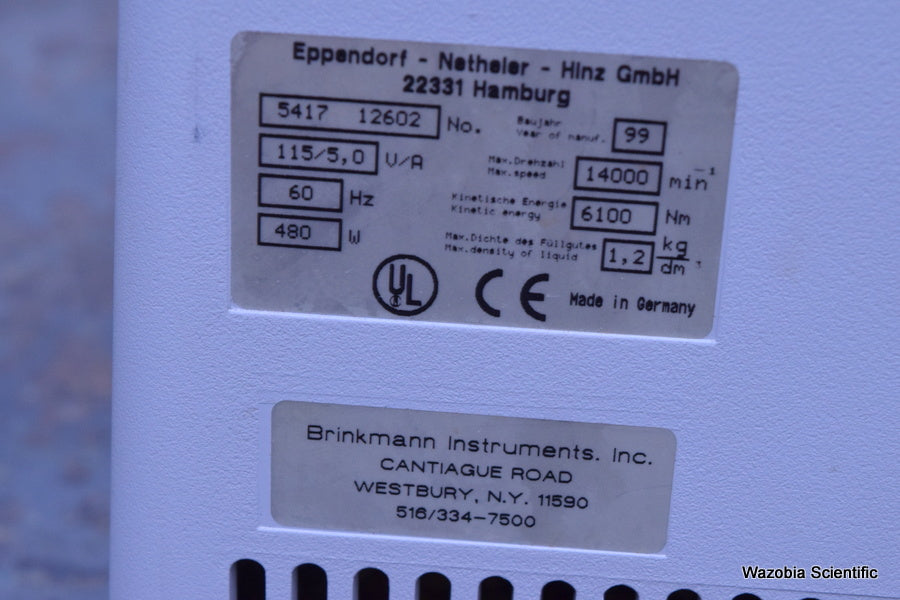 Eppendorf - Netheler - Hinz GmbH
22331 Hamburg
5417 12602 No.
Baujahr
Year of manuf. 99
115/5,0 V/A
Max.Drehzahl
Max.speed 14000 min⁻¹
60 Hz
Kinetische Energie
Kinetic energy 6100 Nm
480 W
Max.Dichte des Füllgutes
Max.density of liquid 1,2 kg/dm³
UL CE Made in Germany
Brinkmann Instruments. Inc.
CANTIAGUE ROAD
WESTBURY, N.Y. 11590
516/334-7500
Wazobia Scientific